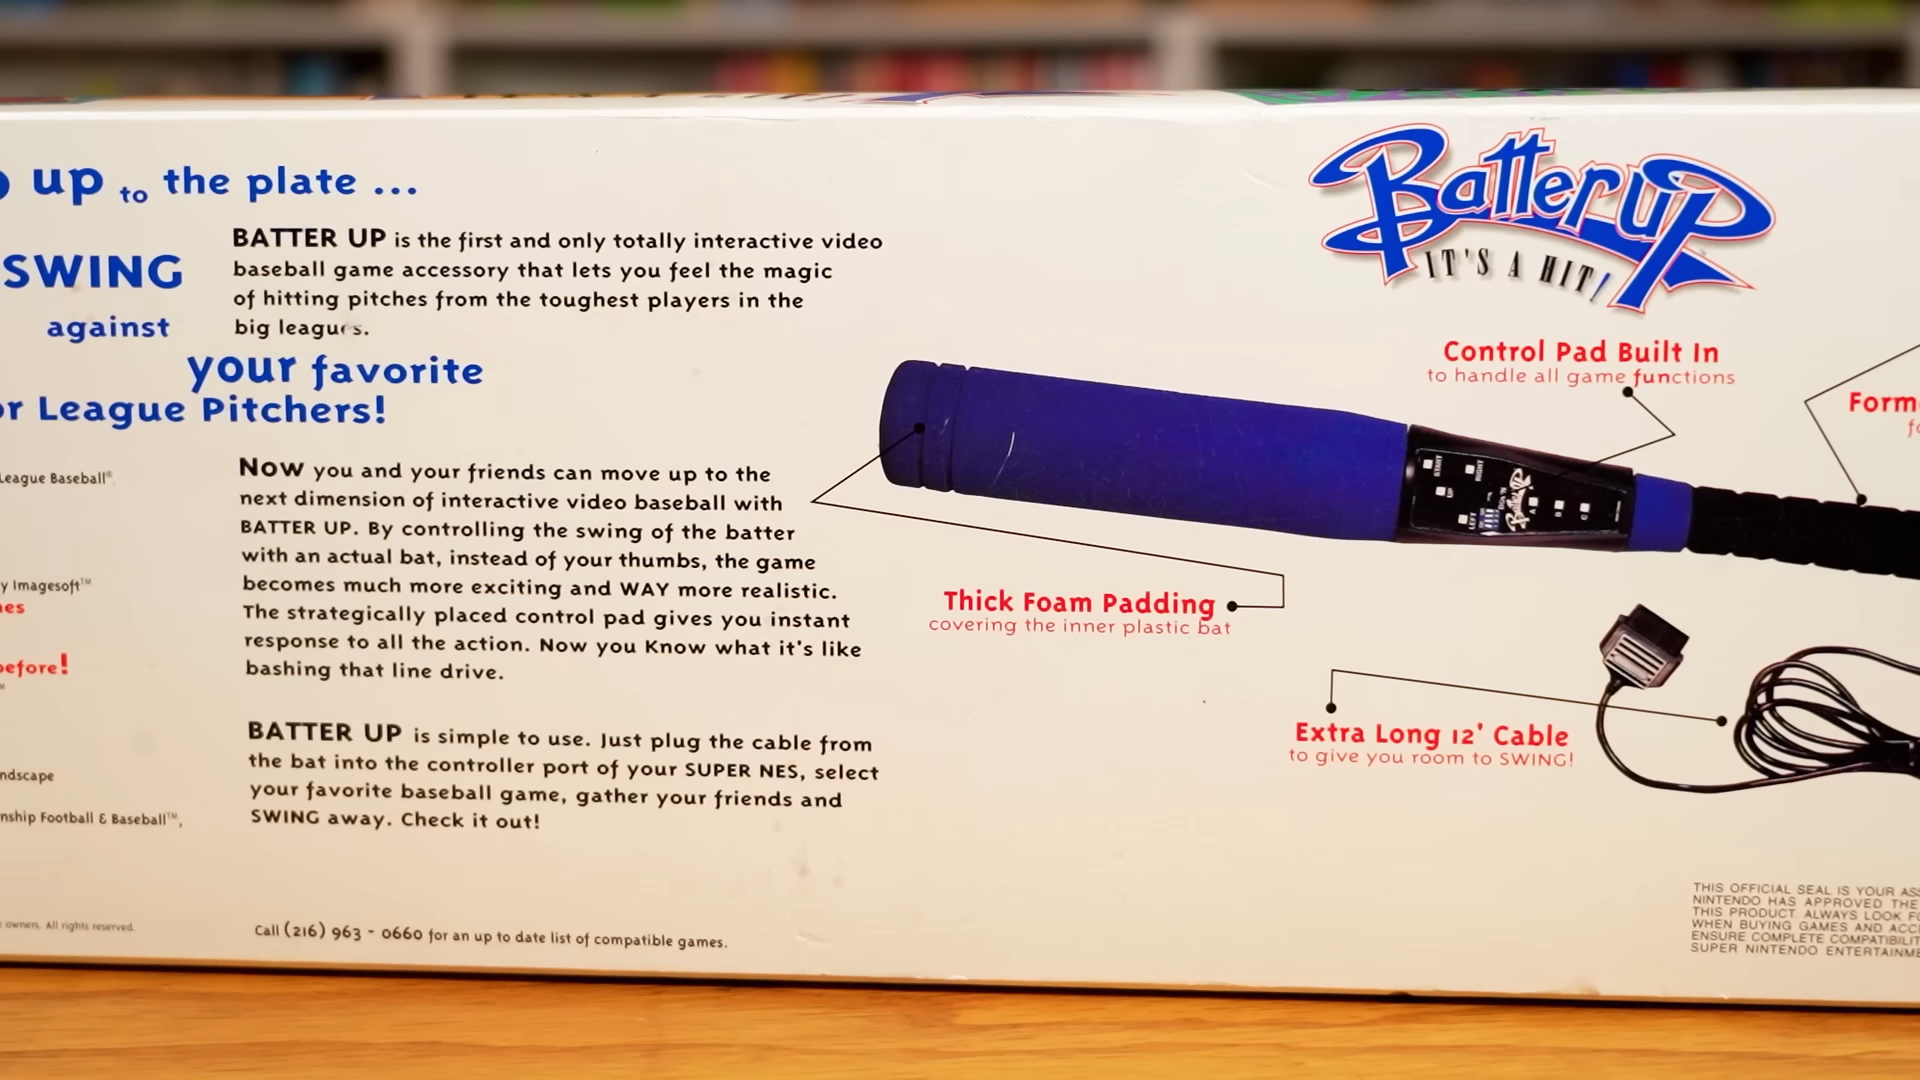 up to the plate ...
SWING
against
your favorite
League Pitchers!
BATTER UP is the first and only totally interactive video
baseball game accessory that lets you feel the magic
of hitting pitches from the toughest players in the
big leagues.
League Baseball®.
Imagesoft™
before!
™
nship Football & Baseball™,
owners. All rights reserved.
Now you and your friends can move up to the
next dimension of interactive video baseball with
BATTER UP. By controlling the swing of the batter
with an actual bat, instead of your thumbs, the game
becomes much more exciting and WAY more realistic.
The strategically placed control pad gives you instant
response to all the action. Now you Know what it's like
bashing that line drive.
BATTER UP is simple to use. Just plug the cable from
the bat into the controller port of your SUPER NES, select
your favorite baseball game, gather your friends and
SWING away. Check it out!
Call (216) 963 - 0660 for an up to date list of compatible games.
Batter up
IT'S A HIT!
Control Pad Built In
to handle all game functions
Form
START
RIGHT
UP
LEFT
A
B
C
Thick Foam Padding
covering the inner plastic bat
Extra Long 12' Cable
to give you room to SWING!
THIS OFFICIAL SEAL IS YOUR ASS
NINTENDO HAS APPROVED THE
THIS PRODUCT. ALWAYS LOOK FO
WHEN BUYING GAMES AND ACC
ENSURE COMPLETE COMPATIBILIT
SUPER NINTENDO ENTERTAINME